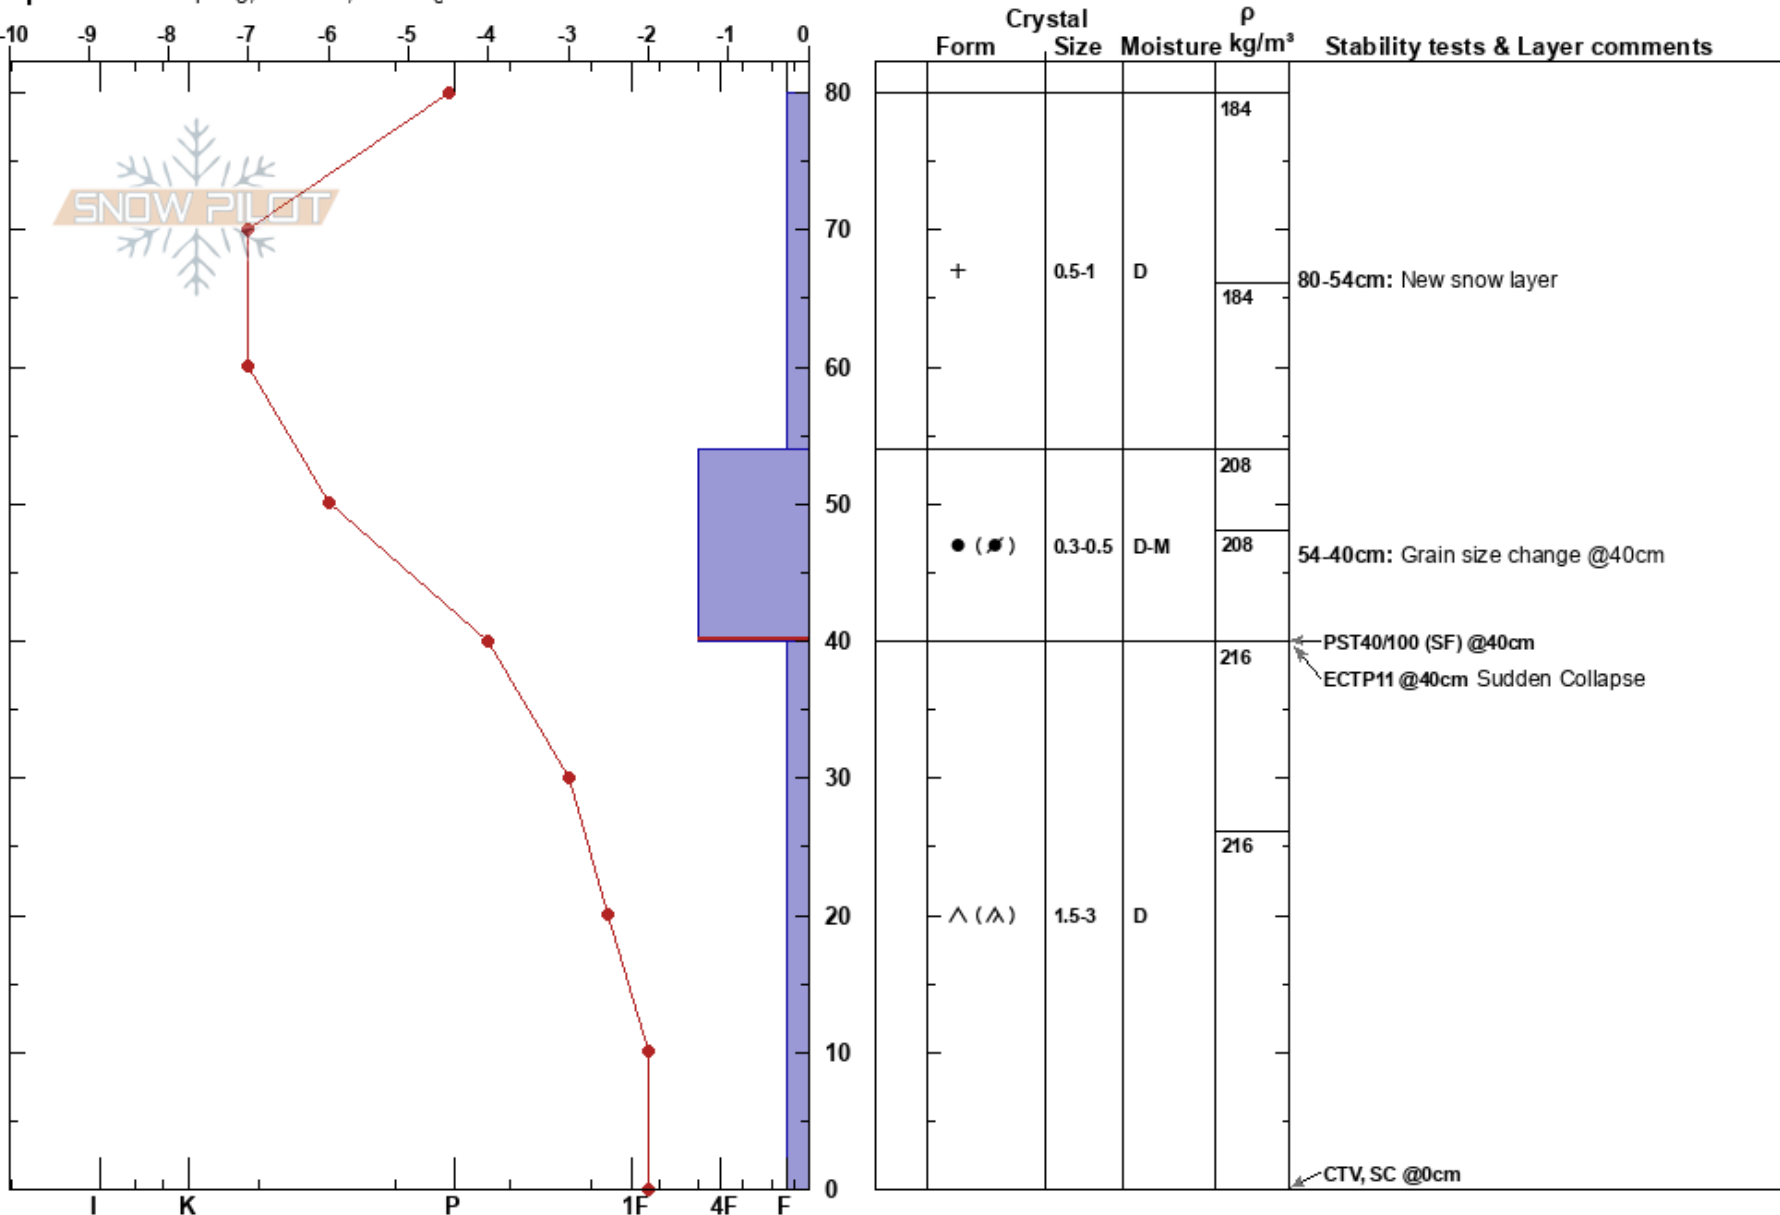 -10 -9 -8 -7 -6 -5 -4 -3 -2 -1 0
Crystal ρ
Form Size Moisture kg/m³ Stability tests & Layer comments
80
184
SNOW PILOT
70
+ 0.5-1 D
80-54cm: New snow layer
184
60
208
50
● ( ) 0.3-0.5 D-M 208
54-40cm: Grain size change @40cm
40
PST40/100 (SF) @40cm
216
ECTP11 @40cm Sudden Collapse
30
216
20
∧ ( ) 1.5-3 D
10
CTV, SC @0cm
0
I K P 1F 4F F